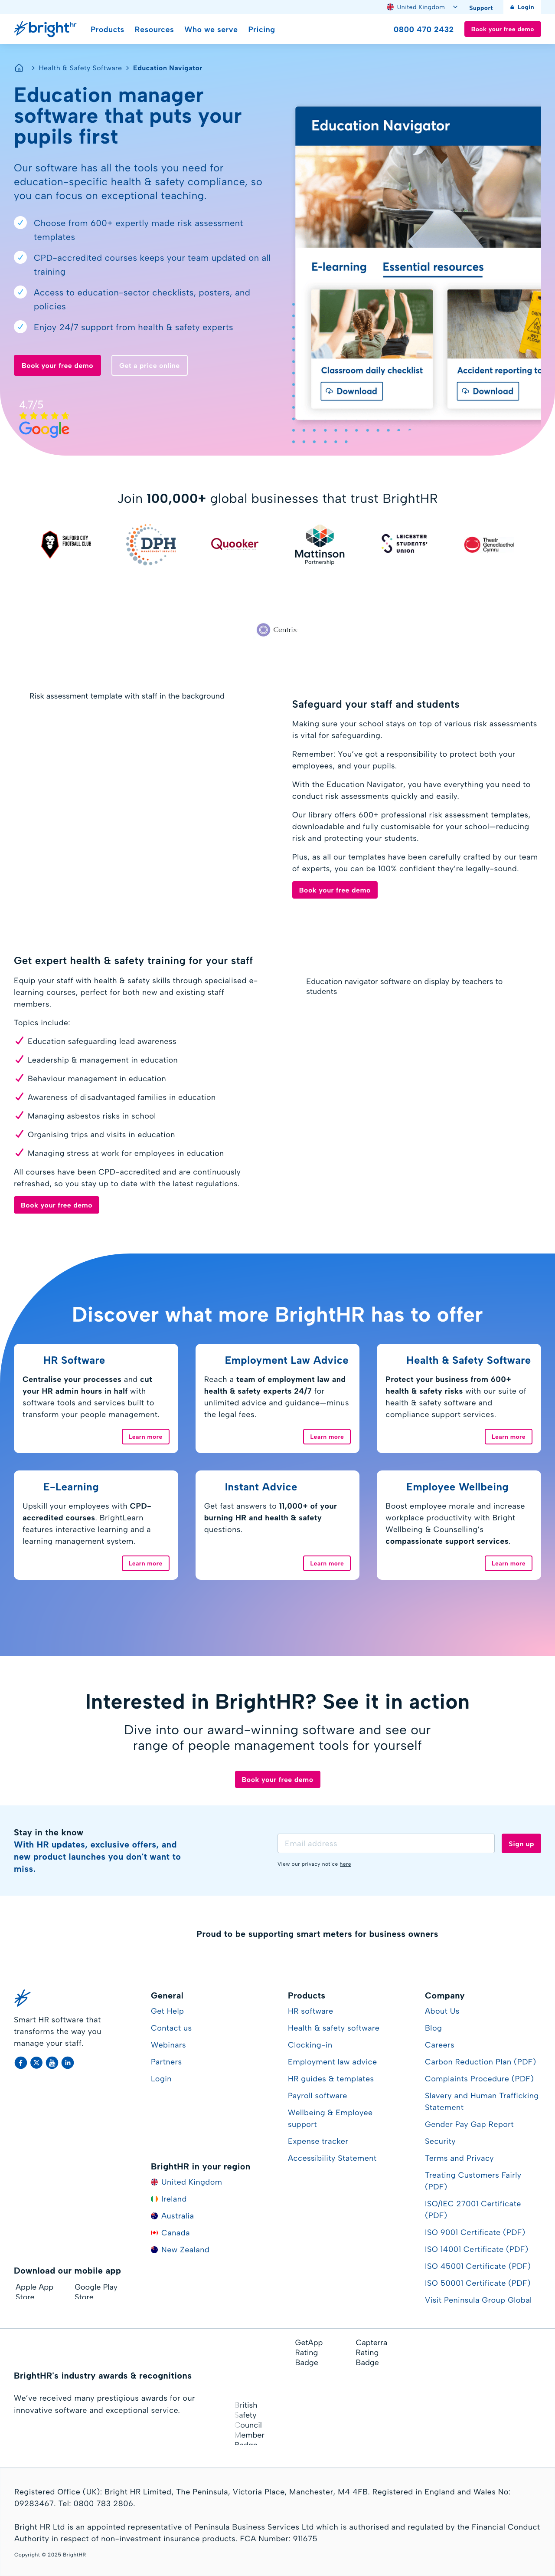 United Kingdom
Support
Login
brighthr
Products
Resources
Who we serve
Pricing
0800 470 2432
Book your free demo
Health & Safety Software
Education Navigator
Education manager
software that puts your
pupils first
Our software has all the tools you need for
education-specific health & safety compliance, so
you can focus on exceptional teaching.
Choose from 600+ expertly made risk assessment
templates
CPD-accredited courses keeps your team updated on all
training
Access to education-sector checklists, posters, and
policies
Enjoy 24/7 support from health & safety experts
Book your free demo
Get a price online
4.7/5
Google
Education Navigator
E-learning
Essential resources
Classroom daily checklist
Download
Accident reporting to
Download
Join 100,000+ global businesses that trust BrightHR
SALFORD CITY
FOOTBALL CLUB
DPH
Quooker
Mattinson
Partnership
LEICESTER
STUDENTS'
UNION
Theatr
Genedlaethol
Cymru
Centrix
Risk assessment template with staff in the background
Safeguard your staff and students
Making sure your school stays on top of various risk assessments
is vital for safeguarding.
Remember: You've got a responsibility to protect both your
employees, and your pupils.
With the Education Navigator, you have everything you need to
conduct risk assessments quickly and easily.
Our library offers 600+ professional risk assessment templates,
downloadable and fully customisable for your school—reducing
risk and protecting your students.
Plus, as all our templates have been carefully crafted by our team
of experts, you can be 100% confident they're legally-sound.
Book your free demo
Get expert health & safety training for your staff
Equip your staff with health & safety skills through specialised e-
learning courses, perfect for both new and existing staff
members.
Topics include:
Education safeguarding lead awareness
Leadership & management in education
Behaviour management in education
Awareness of disadvantaged families in education
Managing asbestos risks in school
Organising trips and visits in education
Managing stress at work for employees in education
All courses have been CPD-accredited and are continuously
refreshed, so you stay up to date with the latest regulations.
Book your free demo
Education navigator software on display by teachers to
students
Discover what more BrightHR has to offer
HR Software
Centralise your processes and cut
your HR admin hours in half with
software tools and services built to
transform your people management.
Learn more
Employment Law Advice
Reach a team of employment law and
health & safety experts 24/7 for
unlimited advice and guidance—minus
the legal fees.
Learn more
Health & Safety Software
Protect your business from 600+
health & safety risks with our suite of
health & safety software and
compliance support services.
Learn more
E-Learning
Upskill your employees with CPD-
accredited courses. BrightLearn
features interactive learning and a
learning management system.
Learn more
Instant Advice
Get fast answers to 11,000+ of your
burning HR and health & safety
questions.
Learn more
Employee Wellbeing
Boost employee morale and increase
workplace productivity with Bright
Wellbeing & Counselling's
compassionate support services.
Learn more
Interested in BrightHR? See it in action
Dive into our award-winning software and see our
range of people management tools for yourself
Book your free demo
Stay in the know
With HR updates, exclusive offers, and
new product launches you don't want to
miss.
Email address
Sign up
View our privacy notice here
Proud to be supporting smart meters for business owners
Smart HR software that
transforms the way you
manage your staff.
General
Get Help
Contact us
Webinars
Partners
Login
BrightHR in your region
United Kingdom
Ireland
Australia
Canada
New Zealand
Products
HR software
Health & safety software
Clocking-in
Employment law advice
HR guides & templates
Payroll software
Wellbeing & Employee
support
Expense tracker
Accessibility Statement
Company
About Us
Blog
Careers
Carbon Reduction Plan (PDF)
Complaints Procedure (PDF)
Slavery and Human Trafficking
Statement
Gender Pay Gap Report
Security
Terms and Privacy
Treating Customers Fairly
(PDF)
ISO/IEC 27001 Certificate
(PDF)
ISO 9001 Certificate (PDF)
ISO 14001 Certificate (PDF)
ISO 45001 Certificate (PDF)
ISO 50001 Certificate (PDF)
Visit Peninsula Group Global
Download our mobile app
Apple App
Store
Google Play
Store
GetApp
Rating
Badge
Capterra
Rating
Badge
BrightHR's industry awards & recognitions
We've received many prestigious awards for our
innovative software and exceptional service.
British
Safety
Council
Member
Badge
Registered Office (UK): Bright HR Limited, The Peninsula, Victoria Place, Manchester, M4 4FB. Registered in England and Wales No:
09283467. Tel: 0800 783 2806.
Bright HR Ltd is an appointed representative of Peninsula Business Services Ltd which is authorised and regulated by the Financial Conduct
Authority in respect of non-investment insurance products. FCA Number: 911675
Copyright © 2025 BrightHR